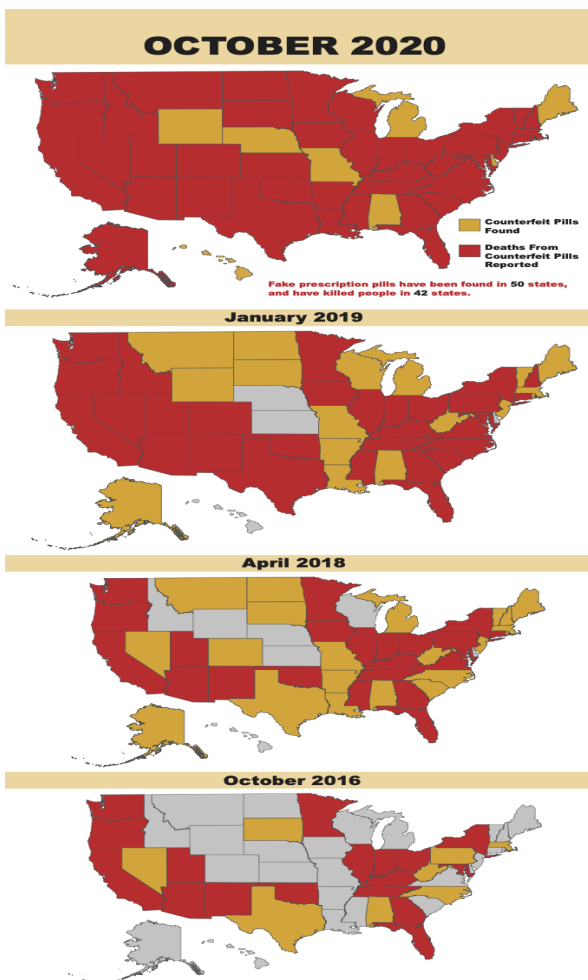 OCTOBER 2020
Counterfeit Pills
Found
Deaths From
Counterfeit Pills
Reported
Fake prescription pills have been found in 50 states,
and have killed people in 42 states.
January 2019
April 2018
October 2016